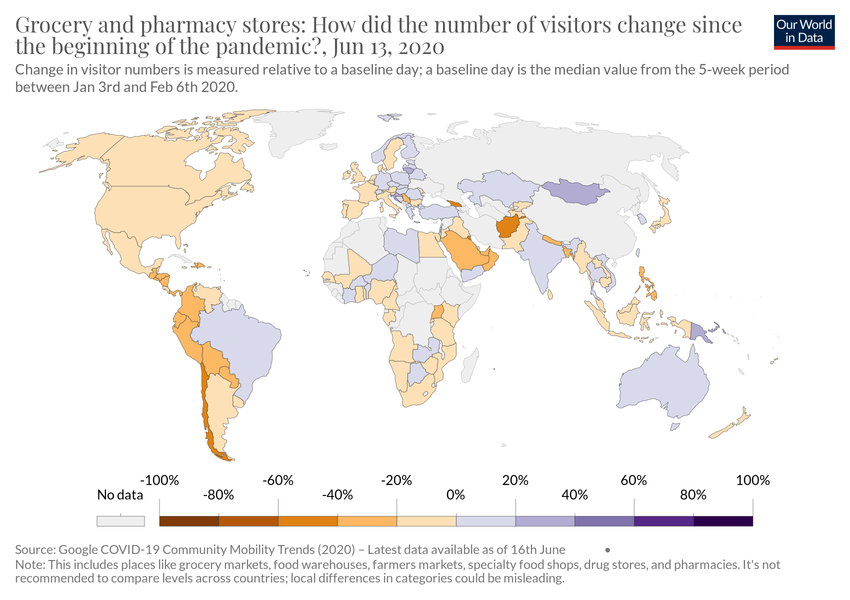 Grocery and pharmacy stores: How did the number of visitors change since
the beginning of the pandemic?, Jun 13, 2020
Our World
in Data
Change in visitor numbers is measured relative to a baseline day; a baseline day is the median value from the 5-week period
between Jan 3rd and Feb 6th 2020.
-100% -60% -20% 20% 60% 100%
No data -80% -40% 0% 40% 80%
Source: Google COVID-19 Community Mobility Trends (2020) – Latest data available as of 16th June •
Note: This includes places like grocery markets, food warehouses, farmers markets, specialty food shops, drug stores, and pharmacies. It's not
recommended to compare levels across countries; local differences in categories could be misleading.